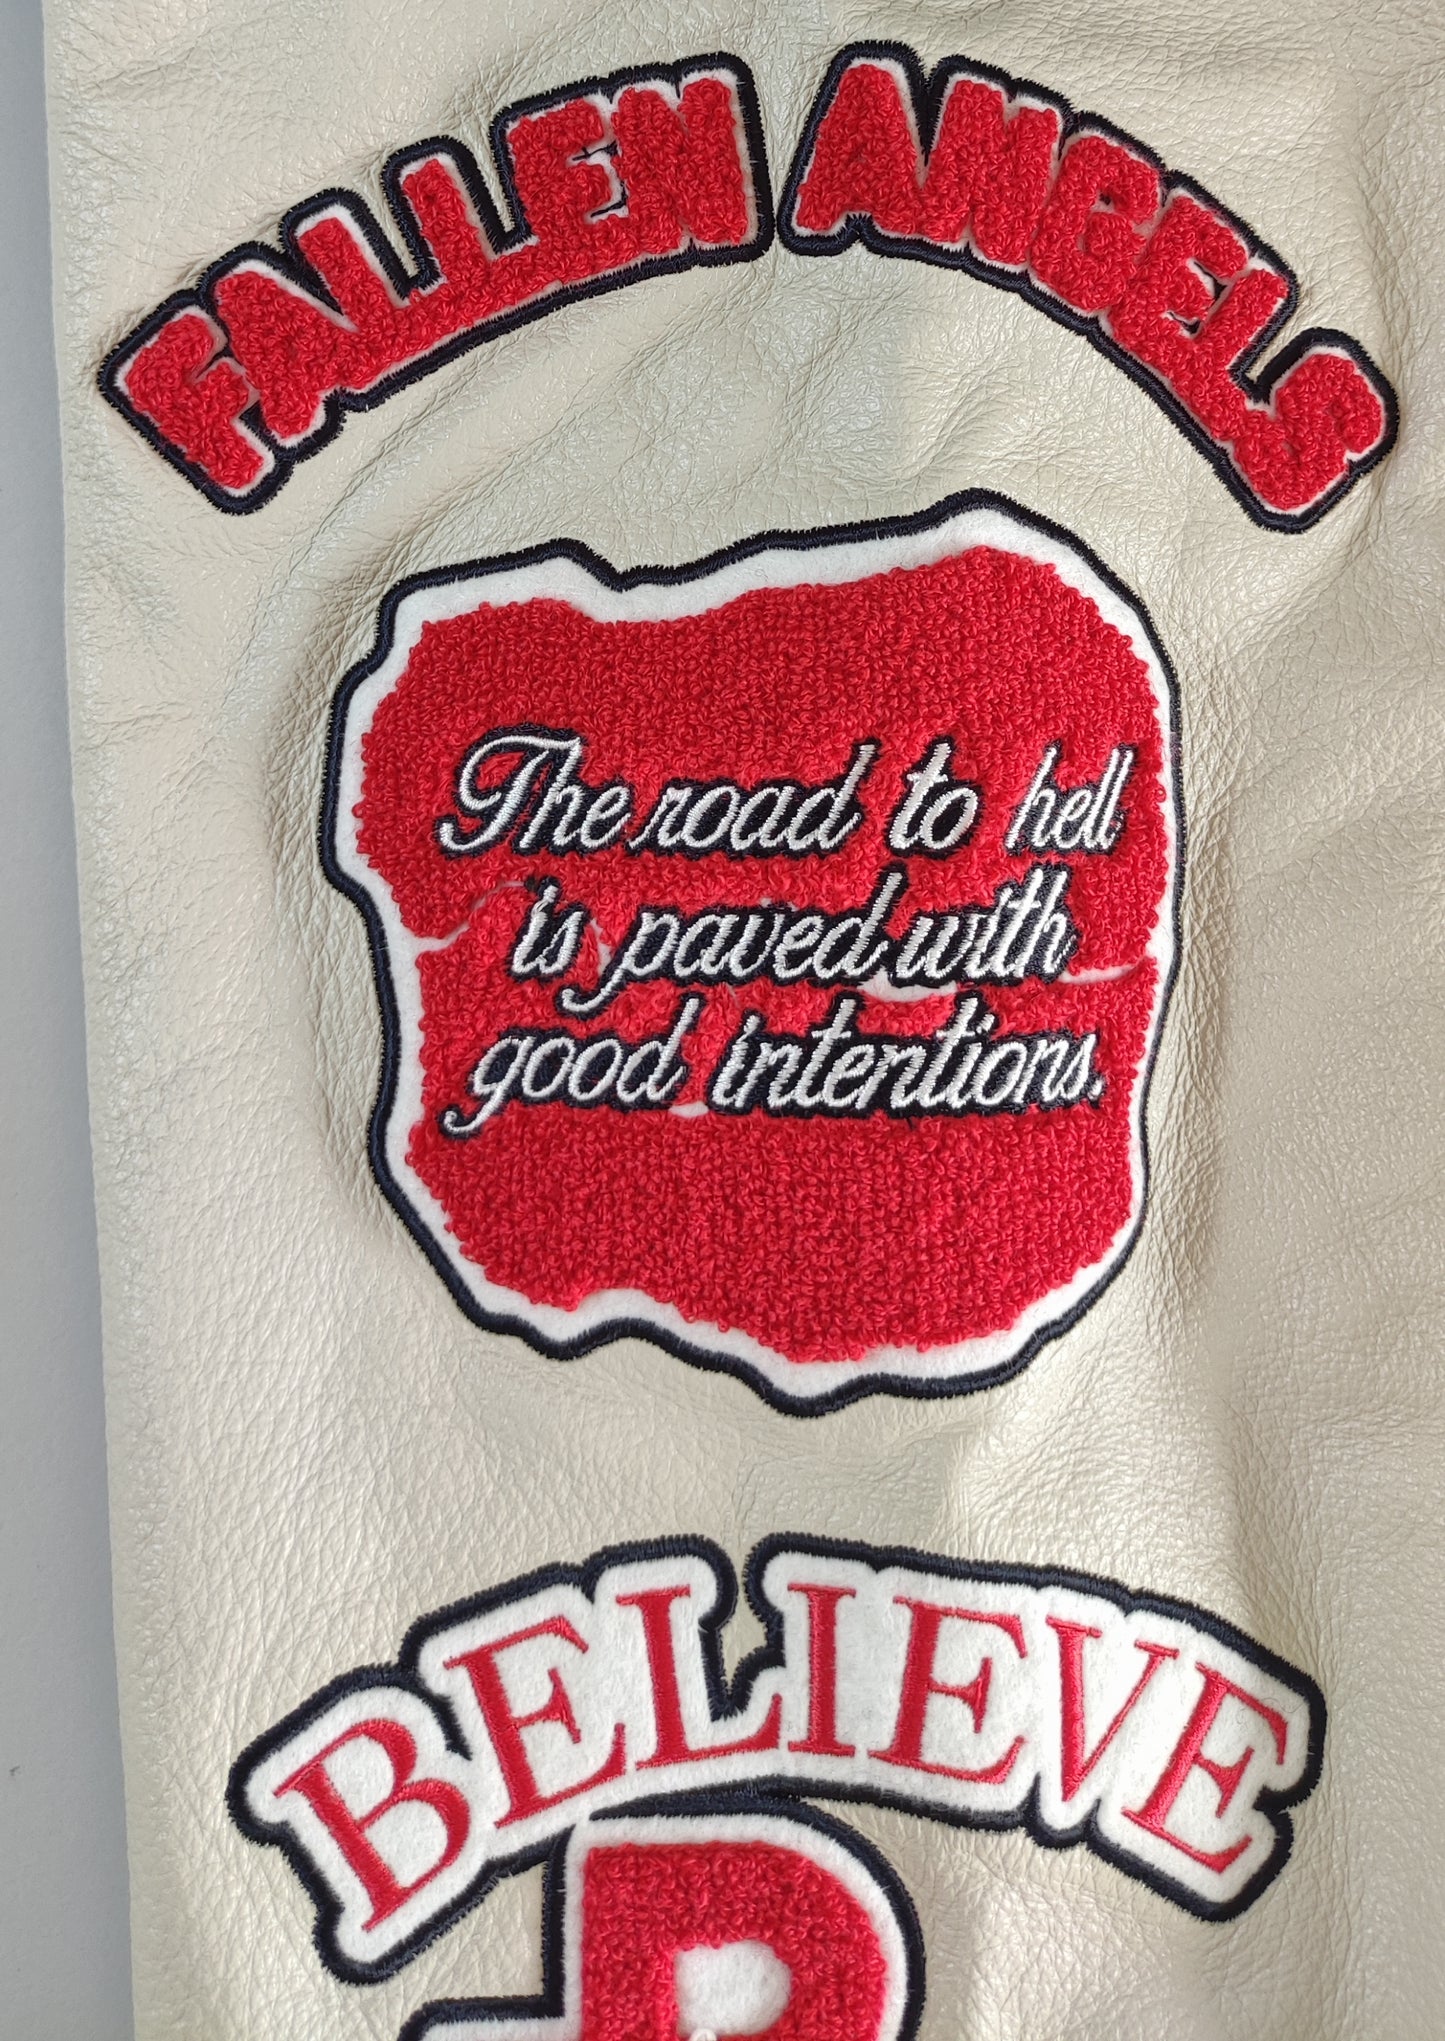 FALLEN ANGELS
The road to hell
is paved with
good intentions.
BELIEVE